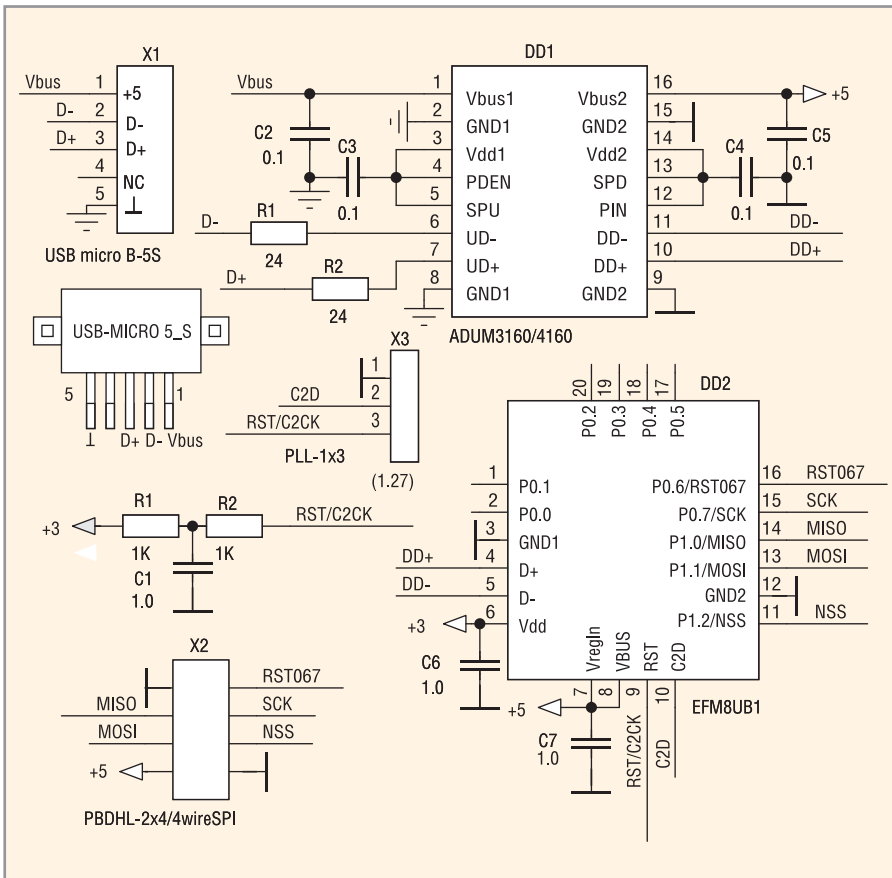 X1
Vbus 1 +5
D- 2 D-
D+ 3 D+
4 NC
5 ⊥
USB micro B-5S
DD1
Vbus 1 Vbus1
2 GND1
3 Vdd1
4 PDEN
5 SPU
6 UD-
7 UD+
8 GND1
Vbus2 16 +5
GND2 15
Vdd2 14
SPD 13
PIN 12
DD- 11 DD-
DD+ 10 DD+
GND2 9
C2
0.1
C3
0.1
C4
0.1
C5
0.1
D- R1
24
D+ R2
24
ADUM3160/4160
USB-MICRO 5_S
5 1
⊥ D+ D- Vbus
X3
1
C2D 2
RST/C2CK 3
PLL-1x3
(1.27)
+3 R1 R2 RST/C2CK
1K 1K
C1
1.0
DD2
20 19 18 17
P0.2 P0.3 P0.4 P0.5
1 P0.1
2 P0.0
3 GND1
DD+ 4 D+
DD- 5 D-
+3 6 Vdd
P0.6/RST067 16 RST067
P0.7/SCK 15 SCK
P1.0/MISO 14 MISO
P1.1/MOSI 13 MOSI
GND2 12
P1.2/NSS 11 NSS
VregIn VBUS RST C2D
7 8 9 10
EFM8UB1
C6
1.0
+5
C7
1.0
RST/C2CK
C2D
X2
RST067
MISO SCK
MOSI NSS
+5
PBDHL-2x4/4wireSPI